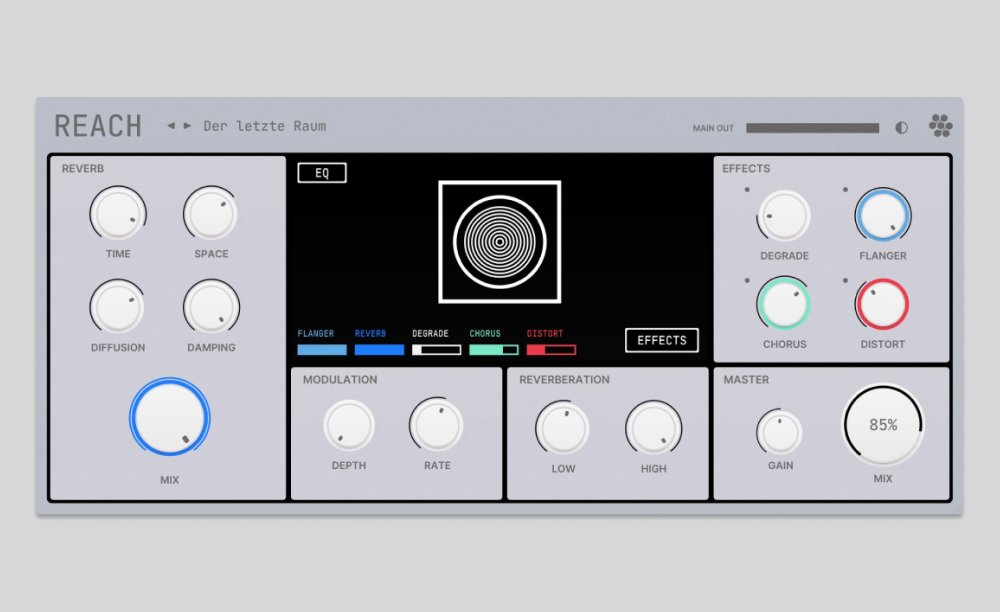 REACH
Der letzte Raum
MAIN OUT
REVERB
TIME
SPACE
DIFFUSION
DAMPING
MIX
EQ
FLANGER REVERB DEGRADE CHORUS DISTORT
EFFECTS
EFFECTS
DEGRADE
FLANGER
CHORUS
DISTORT
MODULATION
DEPTH
RATE
REVERBERATION
LOW
HIGH
MASTER
GAIN
85%
MIX